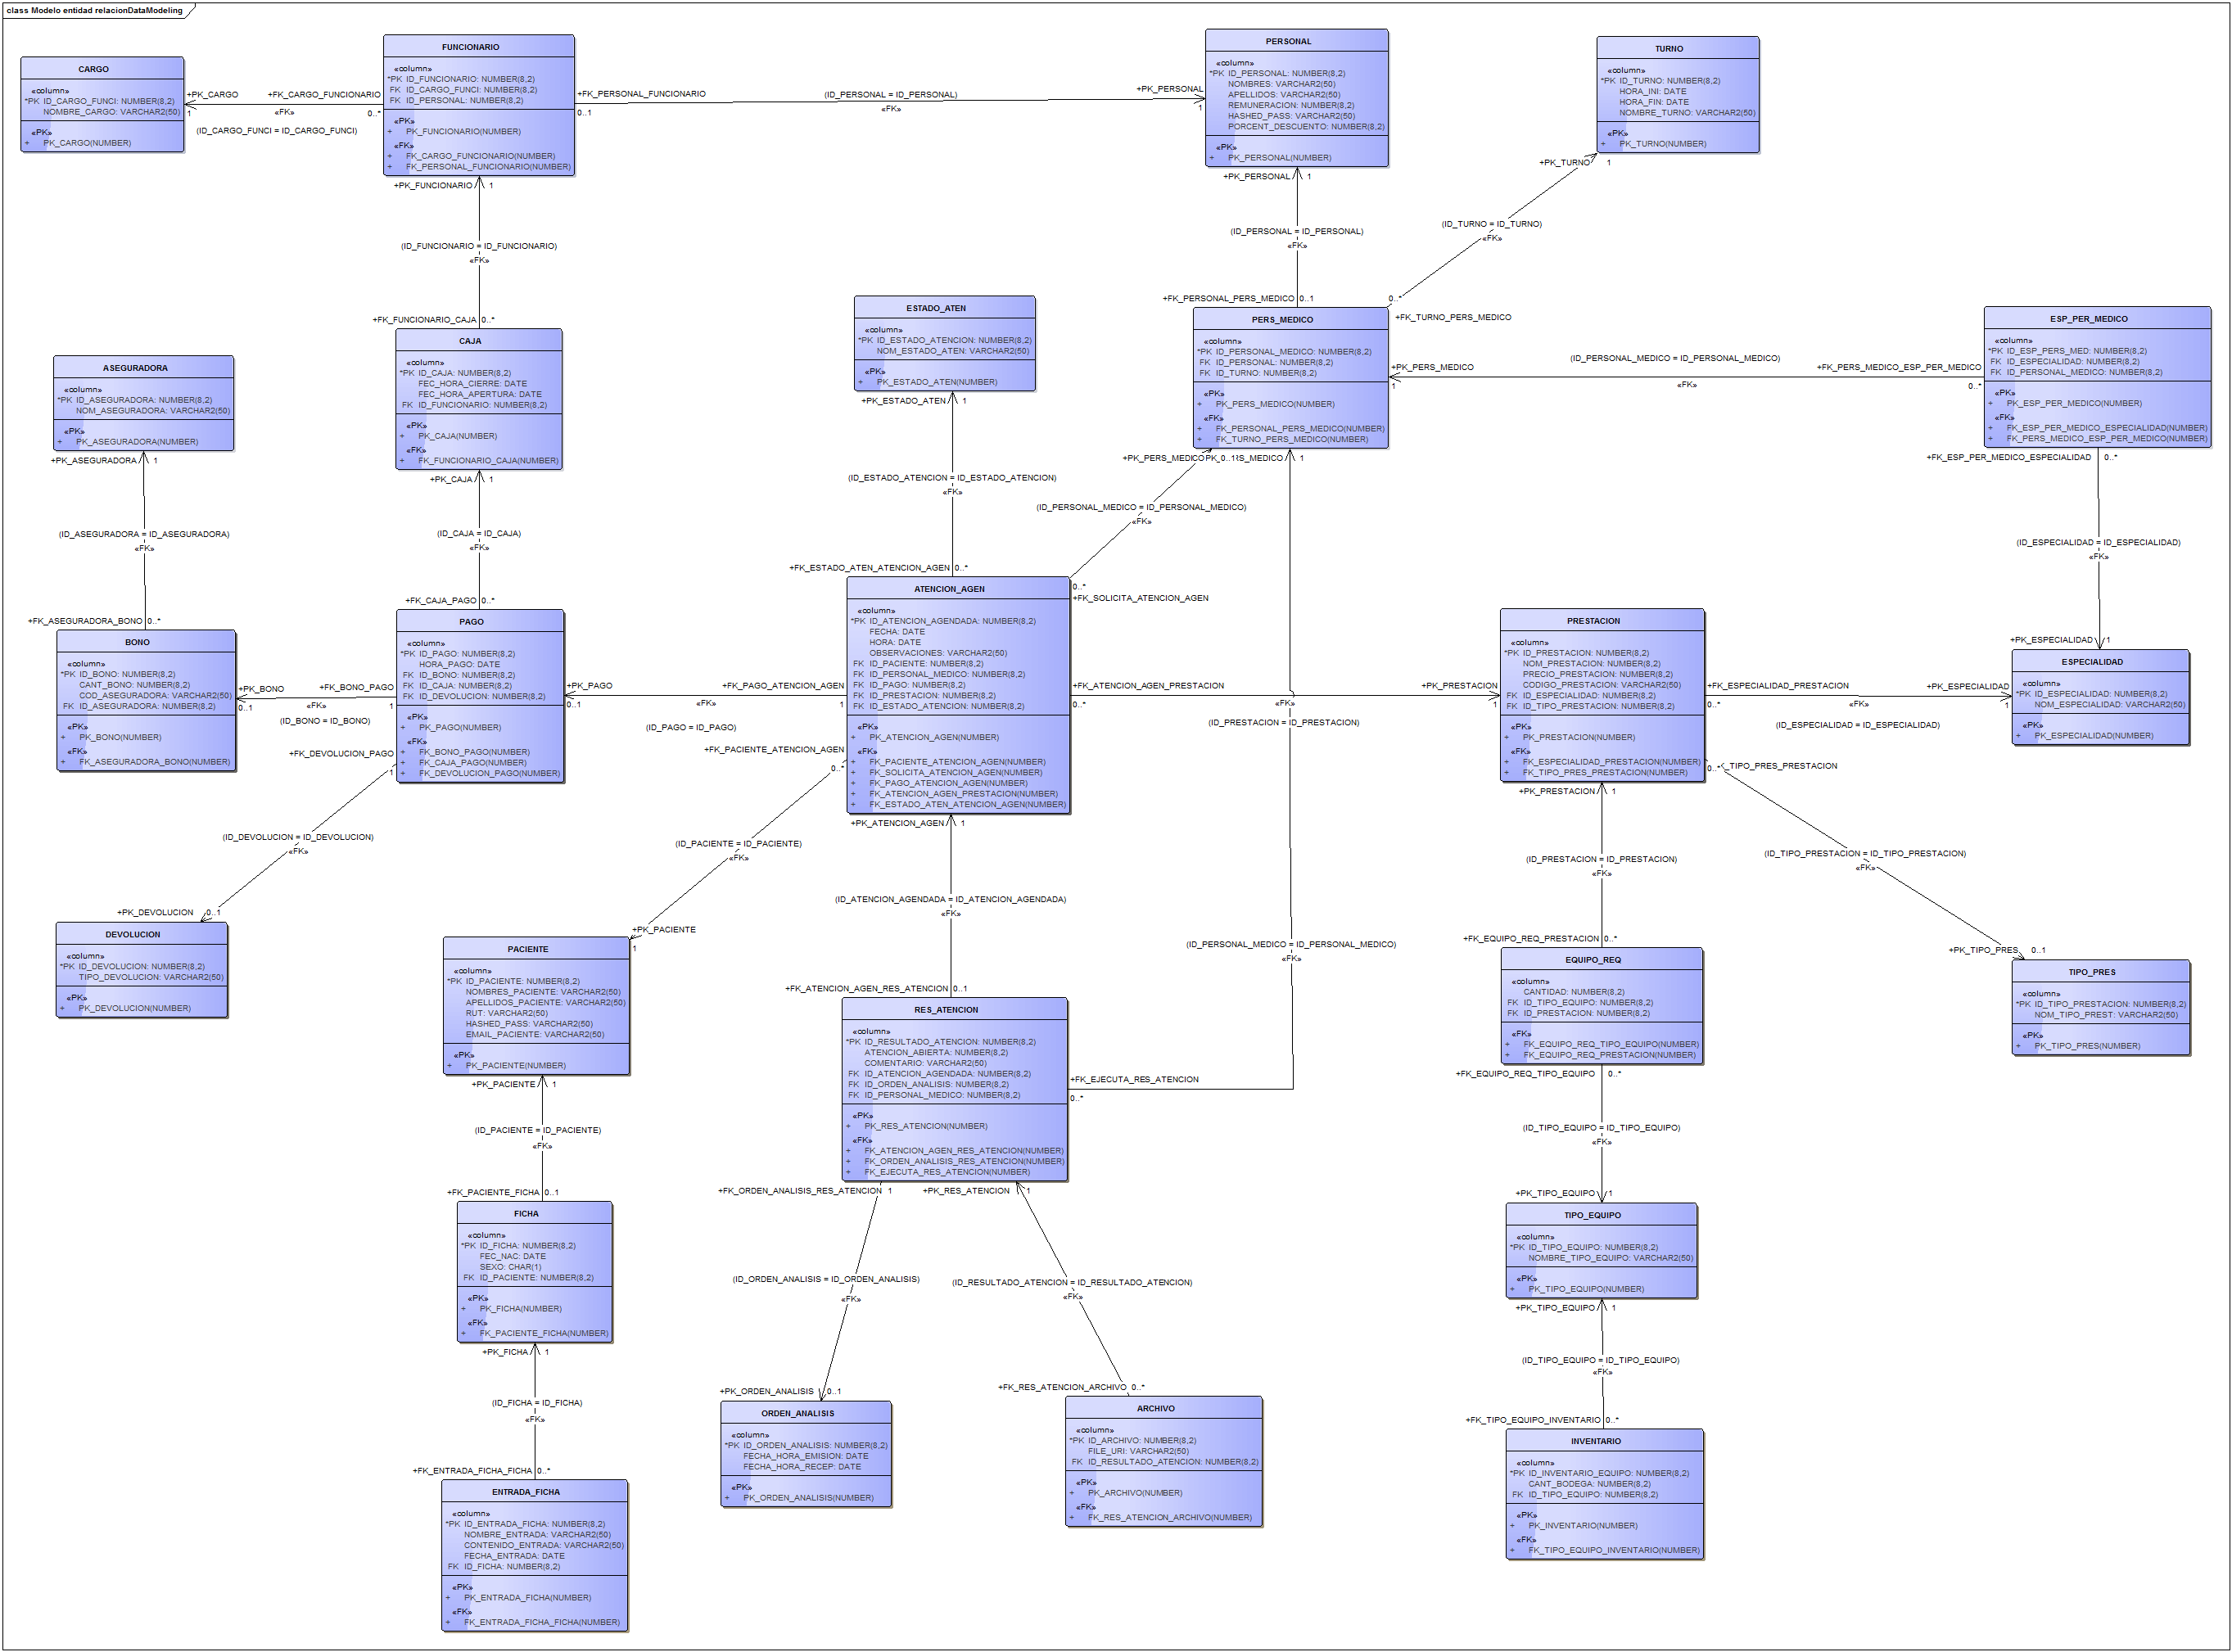 class Modelo entidad relacionDataModeling
CARGO
«column»
*PK ID_CARGO_FUNCI: NUMBER(8,2)
NOMBRE_CARGO: VARCHAR2(50)
«PK»
+ PK_CARGO(NUMBER)
+PK_CARGO
1
+FK_CARGO_FUNCIONARIO
0..*
«FK»
(ID_CARGO_FUNCI = ID_CARGO_FUNCI)
FUNCIONARIO
«column»
*PK ID_FUNCIONARIO: NUMBER(8,2)
FK ID_CARGO_FUNCI: NUMBER(8,2)
FK ID_PERSONAL: NUMBER(8,2)
«PK»
+ PK_FUNCIONARIO(NUMBER)
«FK»
+ FK_CARGO_FUNCIONARIO(NUMBER)
+ FK_PERSONAL_FUNCIONARIO(NUMBER)
+FK_PERSONAL_FUNCIONARIO
0..1
(ID_PERSONAL = ID_PERSONAL)
«FK»
+PK_PERSONAL
1
PERSONAL
«column»
*PK ID_PERSONAL: NUMBER(8,2)
NOMBRES: VARCHAR2(50)
APELLIDOS: VARCHAR2(50)
REMUNERACION: NUMBER(8,2)
HASHED_PASS: VARCHAR2(50)
PORCENT_DESCUENTO: NUMBER(8,2)
«PK»
+ PK_PERSONAL(NUMBER)
+PK_PERSONAL 1
(ID_PERSONAL = ID_PERSONAL)
«FK»
+FK_PERSONAL_PERS_MEDICO 0..1
TURNO
«column»
*PK ID_TURNO: NUMBER(8,2)
HORA_INI: DATE
HORA_FIN: DATE
NOMBRE_TURNO: VARCHAR2(50)
«PK»
+ PK_TURNO(NUMBER)
+PK_TURNO 1
(ID_TURNO = ID_TURNO)
«FK»
0..*
+FK_TURNO_PERS_MEDICO
+PK_FUNCIONARIO 1
(ID_FUNCIONARIO = ID_FUNCIONARIO)
«FK»
+FK_FUNCIONARIO_CAJA 0..*
CAJA
«column»
*PK ID_CAJA: NUMBER(8,2)
FEC_HORA_CIERRE: DATE
FEC_HORA_APERTURA: DATE
FK ID_FUNCIONARIO: NUMBER(8,2)
«PK»
+ PK_CAJA(NUMBER)
«FK»
+ FK_FUNCIONARIO_CAJA(NUMBER)
+PK_CAJA 1
(ID_CAJA = ID_CAJA)
«FK»
+FK_CAJA_PAGO 0..*
ASEGURADORA
«column»
*PK ID_ASEGURADORA: NUMBER(8,2)
NOM_ASEGURADORA: VARCHAR2(50)
«PK»
+ PK_ASEGURADORA(NUMBER)
+PK_ASEGURADORA 1
(ID_ASEGURADORA = ID_ASEGURADORA)
«FK»
+FK_ASEGURADORA_BONO 0..*
ESTADO_ATEN
«column»
*PK ID_ESTADO_ATENCION: NUMBER(8,2)
NOM_ESTADO_ATEN: VARCHAR2(50)
«PK»
+ PK_ESTADO_ATEN(NUMBER)
+PK_ESTADO_ATEN 1
(ID_ESTADO_ATENCION = ID_ESTADO_ATENCION)
«FK»
+FK_ESTADO_ATEN_ATENCION_AGEN 0..*
PERS_MEDICO
«column»
*PK ID_PERSONAL_MEDICO: NUMBER(8,2)
FK ID_PERSONAL: NUMBER(8,2)
FK ID_TURNO: NUMBER(8,2)
«PK»
+ PK_PERS_MEDICO(NUMBER)
«FK»
+ FK_PERSONAL_PERS_MEDICO(NUMBER)
+ FK_TURNO_PERS_MEDICO(NUMBER)
+PK_PERS_MEDICO
1
(ID_PERSONAL_MEDICO = ID_PERSONAL_MEDICO)
«FK»
+FK_PERS_MEDICO_ESP_PER_MEDICO
0..*
ESP_PER_MEDICO
«column»
*PK ID_ESP_PERS_MED: NUMBER(8,2)
FK ID_ESPECIALIDAD: NUMBER(8,2)
FK ID_PERSONAL_MEDICO: NUMBER(8,2)
«PK»
+ PK_ESP_PER_MEDICO(NUMBER)
«FK»
+ FK_ESP_PER_MEDICO_ESPECIALIDAD(NUMBER)
+ FK_PERS_MEDICO_ESP_PER_MEDICO(NUMBER)
+FK_ESP_PER_MEDICO_ESPECIALIDAD 0..*
(ID_ESPECIALIDAD = ID_ESPECIALIDAD)
«FK»
+PK_ESPECIALIDAD 1
+PK_PERS_MEDICO 0..1 1
(ID_PERSONAL_MEDICO = ID_PERSONAL_MEDICO)
«FK»
0..*
+FK_SOLICITA_ATENCION_AGEN
BONO
«column»
*PK ID_BONO: NUMBER(8,2)
CANT_BONO: NUMBER(8,2)
COD_ASEGURADORA: VARCHAR2(50)
FK ID_ASEGURADORA: NUMBER(8,2)
«PK»
+ PK_BONO(NUMBER)
«FK»
+ FK_ASEGURADORA_BONO(NUMBER)
+PK_BONO
0..1
+FK_BONO_PAGO
1
«FK»
(ID_BONO = ID_BONO)
PAGO
«column»
*PK ID_PAGO: NUMBER(8,2)
HORA_PAGO: DATE
FK ID_BONO: NUMBER(8,2)
FK ID_CAJA: NUMBER(8,2)
FK ID_DEVOLUCION: NUMBER(8,2)
«PK»
+ PK_PAGO(NUMBER)
«FK»
+ FK_BONO_PAGO(NUMBER)
+ FK_CAJA_PAGO(NUMBER)
+ FK_DEVOLUCION_PAGO(NUMBER)
+PK_PAGO
0..1
+FK_PAGO_ATENCION_AGEN
1
«FK»
(ID_PAGO = ID_PAGO)
ATENCION_AGEN
«column»
*PK ID_ATENCION_AGENDADA: NUMBER(8,2)
FECHA: DATE
HORA: DATE
OBSERVACIONES: VARCHAR2(50)
FK ID_PACIENTE: NUMBER(8,2)
FK ID_PERSONAL_MEDICO: NUMBER(8,2)
FK ID_PAGO: NUMBER(8,2)
FK ID_PRESTACION: NUMBER(8,2)
FK ID_ESTADO_ATENCION: NUMBER(8,2)
«PK»
+ PK_ATENCION_AGEN(NUMBER)
«FK»
+ FK_PACIENTE_ATENCION_AGEN(NUMBER)
+ FK_SOLICITA_ATENCION_AGEN(NUMBER)
+ FK_PAGO_ATENCION_AGEN(NUMBER)
+ FK_ATENCION_AGEN_PRESTACION(NUMBER)
+ FK_ESTADO_ATEN_ATENCION_AGEN(NUMBER)
+FK_ATENCION_AGEN_PRESTACION
0..*
«FK»
(ID_PRESTACION = ID_PRESTACION)
+PK_PRESTACION
1
PRESTACION
«column»
*PK ID_PRESTACION: NUMBER(8,2)
NOM_PRESTACION: NUMBER(8,2)
PRECIO_PRESTACION: NUMBER(8,2)
CODIGO_PRESTACION: VARCHAR2(50)
FK ID_ESPECIALIDAD: NUMBER(8,2)
FK ID_TIPO_PRESTACION: NUMBER(8,2)
«PK»
+ PK_PRESTACION(NUMBER)
«FK»
+ FK_ESPECIALIDAD_PRESTACION(NUMBER)
+ FK_TIPO_PRES_PRESTACION(NUMBER)
+FK_ESPECIALIDAD_PRESTACION
0..*
«FK»
(ID_ESPECIALIDAD = ID_ESPECIALIDAD)
+PK_ESPECIALIDAD
1
ESPECIALIDAD
«column»
*PK ID_ESPECIALIDAD: NUMBER(8,2)
NOM_ESPECIALIDAD: VARCHAR2(50)
«PK»
+ PK_ESPECIALIDAD(NUMBER)
+FK_DEVOLUCION_PAGO
1
(ID_DEVOLUCION = ID_DEVOLUCION)
«FK»
+PK_DEVOLUCION 0..1
DEVOLUCION
«column»
*PK ID_DEVOLUCION: NUMBER(8,2)
TIPO_DEVOLUCION: VARCHAR2(50)
«PK»
+ PK_DEVOLUCION(NUMBER)
+FK_PACIENTE_ATENCION_AGEN
0..*
(ID_PACIENTE = ID_PACIENTE)
«FK»
+PK_PACIENTE
1
PACIENTE
«column»
*PK ID_PACIENTE: NUMBER(8,2)
NOMBRES_PACIENTE: VARCHAR2(50)
APELLIDOS_PACIENTE: VARCHAR2(50)
RUT: VARCHAR2(50)
HASHED_PASS: VARCHAR2(50)
EMAIL_PACIENTE: VARCHAR2(50)
«PK»
+ PK_PACIENTE(NUMBER)
+PK_PACIENTE 1
(ID_PACIENTE = ID_PACIENTE)
«FK»
+FK_PACIENTE_FICHA 0..1
+PK_ATENCION_AGEN 1
(ID_ATENCION_AGENDADA = ID_ATENCION_AGENDADA)
«FK»
+FK_ATENCION_AGEN_RES_ATENCION 0..1
RES_ATENCION
«column»
*PK ID_RESULTADO_ATENCION: NUMBER(8,2)
ATENCION_ABIERTA: NUMBER(8,2)
COMENTARIO: VARCHAR2(50)
FK ID_ATENCION_AGENDADA: NUMBER(8,2)
FK ID_ORDEN_ANALISIS: NUMBER(8,2)
FK ID_PERSONAL_MEDICO: NUMBER(8,2)
«PK»
+ PK_RES_ATENCION(NUMBER)
«FK»
+ FK_ATENCION_AGEN_RES_ATENCION(NUMBER)
+ FK_ORDEN_ANALISIS_RES_ATENCION(NUMBER)
+ FK_EJECUTA_RES_ATENCION(NUMBER)
(ID_PERSONAL_MEDICO = ID_PERSONAL_MEDICO)
«FK»
+FK_EJECUTA_RES_ATENCION
0..*
+PK_PRESTACION 1
(ID_PRESTACION = ID_PRESTACION)
«FK»
+FK_EQUIPO_REQ_PRESTACION 0..*
EQUIPO_REQ
«column»
CANTIDAD: NUMBER(8,2)
FK ID_TIPO_EQUIPO: NUMBER(8,2)
FK ID_PRESTACION: NUMBER(8,2)
«FK»
+ FK_EQUIPO_REQ_TIPO_EQUIPO(NUMBER)
+ FK_EQUIPO_REQ_PRESTACION(NUMBER)
+FK_EQUIPO_REQ_TIPO_EQUIPO 0..*
(ID_TIPO_EQUIPO = ID_TIPO_EQUIPO)
«FK»
+PK_TIPO_EQUIPO 1
0..* TIPO_PRES_PRESTACION
(ID_TIPO_PRESTACION = ID_TIPO_PRESTACION)
«FK»
+PK_TIPO_PRES 0..1
TIPO_PRES
«column»
*PK ID_TIPO_PRESTACION: NUMBER(8,2)
NOM_TIPO_PREST: VARCHAR2(50)
«PK»
+ PK_TIPO_PRES(NUMBER)
FICHA
«column»
*PK ID_FICHA: NUMBER(8,2)
FEC_NAC: DATE
SEXO: CHAR(1)
FK ID_PACIENTE: NUMBER(8,2)
«PK»
+ PK_FICHA(NUMBER)
«FK»
+ FK_PACIENTE_FICHA(NUMBER)
+PK_FICHA 1
(ID_FICHA = ID_FICHA)
«FK»
+FK_ENTRADA_FICHA_FICHA 0..*
ENTRADA_FICHA
«column»
*PK ID_ENTRADA_FICHA: NUMBER(8,2)
NOMBRE_ENTRADA: VARCHAR2(50)
CONTENIDO_ENTRADA: VARCHAR2(50)
FECHA_ENTRADA: DATE
FK ID_FICHA: NUMBER(8,2)
«PK»
+ PK_ENTRADA_FICHA(NUMBER)
«FK»
+ FK_ENTRADA_FICHA_FICHA(NUMBER)
+FK_ORDEN_ANALISIS_RES_ATENCION 1
(ID_ORDEN_ANALISIS = ID_ORDEN_ANALISIS)
«FK»
+PK_ORDEN_ANALISIS 0..1
ORDEN_ANALISIS
«column»
*PK ID_ORDEN_ANALISIS: NUMBER(8,2)
FECHA_HORA_EMISION: DATE
FECHA_HORA_RECEP: DATE
«PK»
+ PK_ORDEN_ANALISIS(NUMBER)
+PK_RES_ATENCION 1
(ID_RESULTADO_ATENCION = ID_RESULTADO_ATENCION)
«FK»
+FK_RES_ATENCION_ARCHIVO 0..*
ARCHIVO
«column»
*PK ID_ARCHIVO: NUMBER(8,2)
FILE_URI: VARCHAR2(50)
FK ID_RESULTADO_ATENCION: NUMBER(8,2)
«PK»
+ PK_ARCHIVO(NUMBER)
«FK»
+ FK_RES_ATENCION_ARCHIVO(NUMBER)
TIPO_EQUIPO
«column»
*PK ID_TIPO_EQUIPO: NUMBER(8,2)
NOMBRE_TIPO_EQUIPO: VARCHAR2(50)
«PK»
+ PK_TIPO_EQUIPO(NUMBER)
+PK_TIPO_EQUIPO 1
(ID_TIPO_EQUIPO = ID_TIPO_EQUIPO)
«FK»
+FK_TIPO_EQUIPO_INVENTARIO 0..*
INVENTARIO
«column»
*PK ID_INVENTARIO_EQUIPO: NUMBER(8,2)
CANT_BODEGA: NUMBER(8,2)
FK ID_TIPO_EQUIPO: NUMBER(8,2)
«PK»
+ PK_INVENTARIO(NUMBER)
«FK»
+ FK_TIPO_EQUIPO_INVENTARIO(NUMBER)